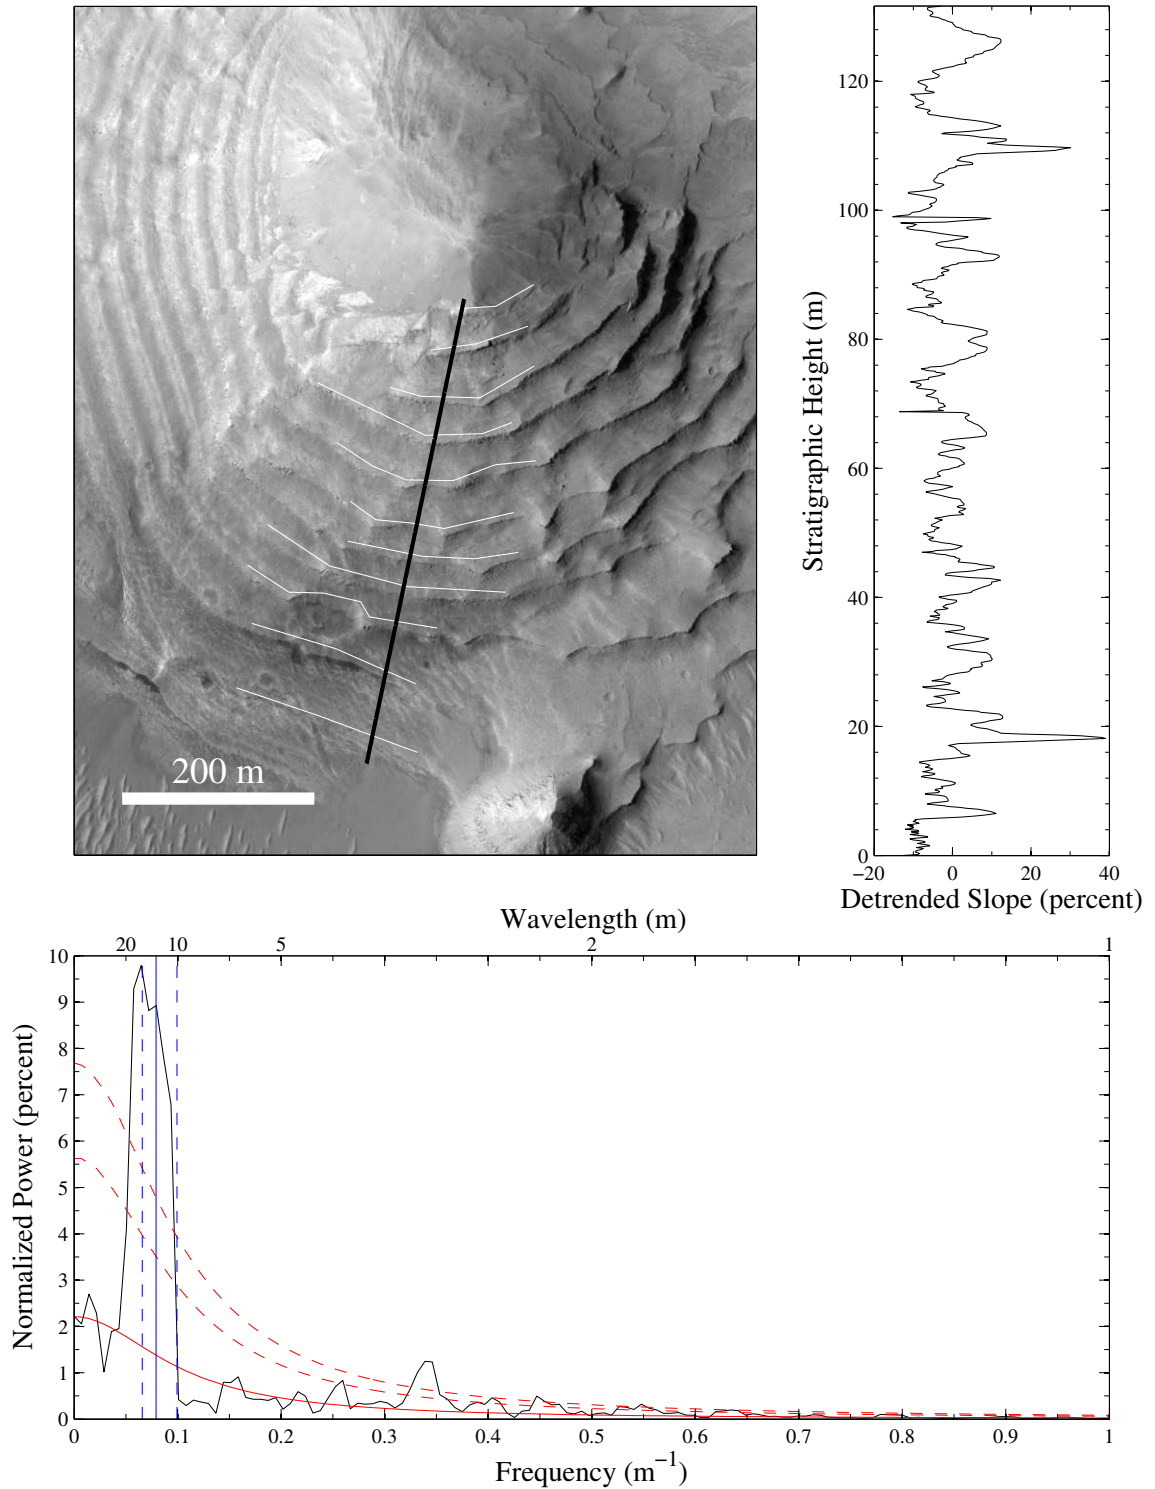 200 m
120
100
80
60
40
20
0
Stratigraphic Height (m)
−20 0 20 40
Detrended Slope (percent)
Wavelength (m)
20 10 5 2 1
10
9
8
7
6
5
4
3
2
1
0
Normalized Power (percent)
0 0.1 0.2 0.3 0.4 0.5 0.6 0.7 0.8 0.9 1
Frequency (m−1)